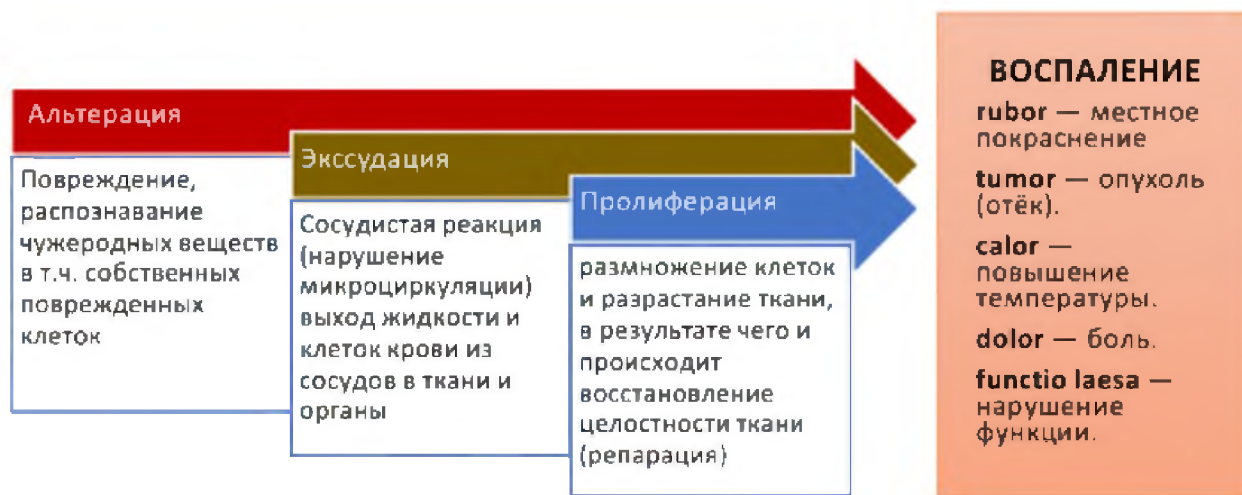 Альтерация
Повреждение,
распознавание
чужеродных веществ
в т.ч. собственных
поврежденных
клеток
Экссудация
Сосудистая реакция
(нарушение
микроциркуляции)
выход жидкости и
клеток крови из
сосудов в ткани и
органы
Пролиферация
размножение клеток
и разрастание ткани,
в результате чего и
происходит
восстановление
целостности ткани
(репарация)
ВОСПАЛЕНИЕ
rubor — местное
покраснение
tumor — опухоль
(отёк).
calor —
повышение
температуры.
dolor — боль.
functio laesa —
нарушение
функции.